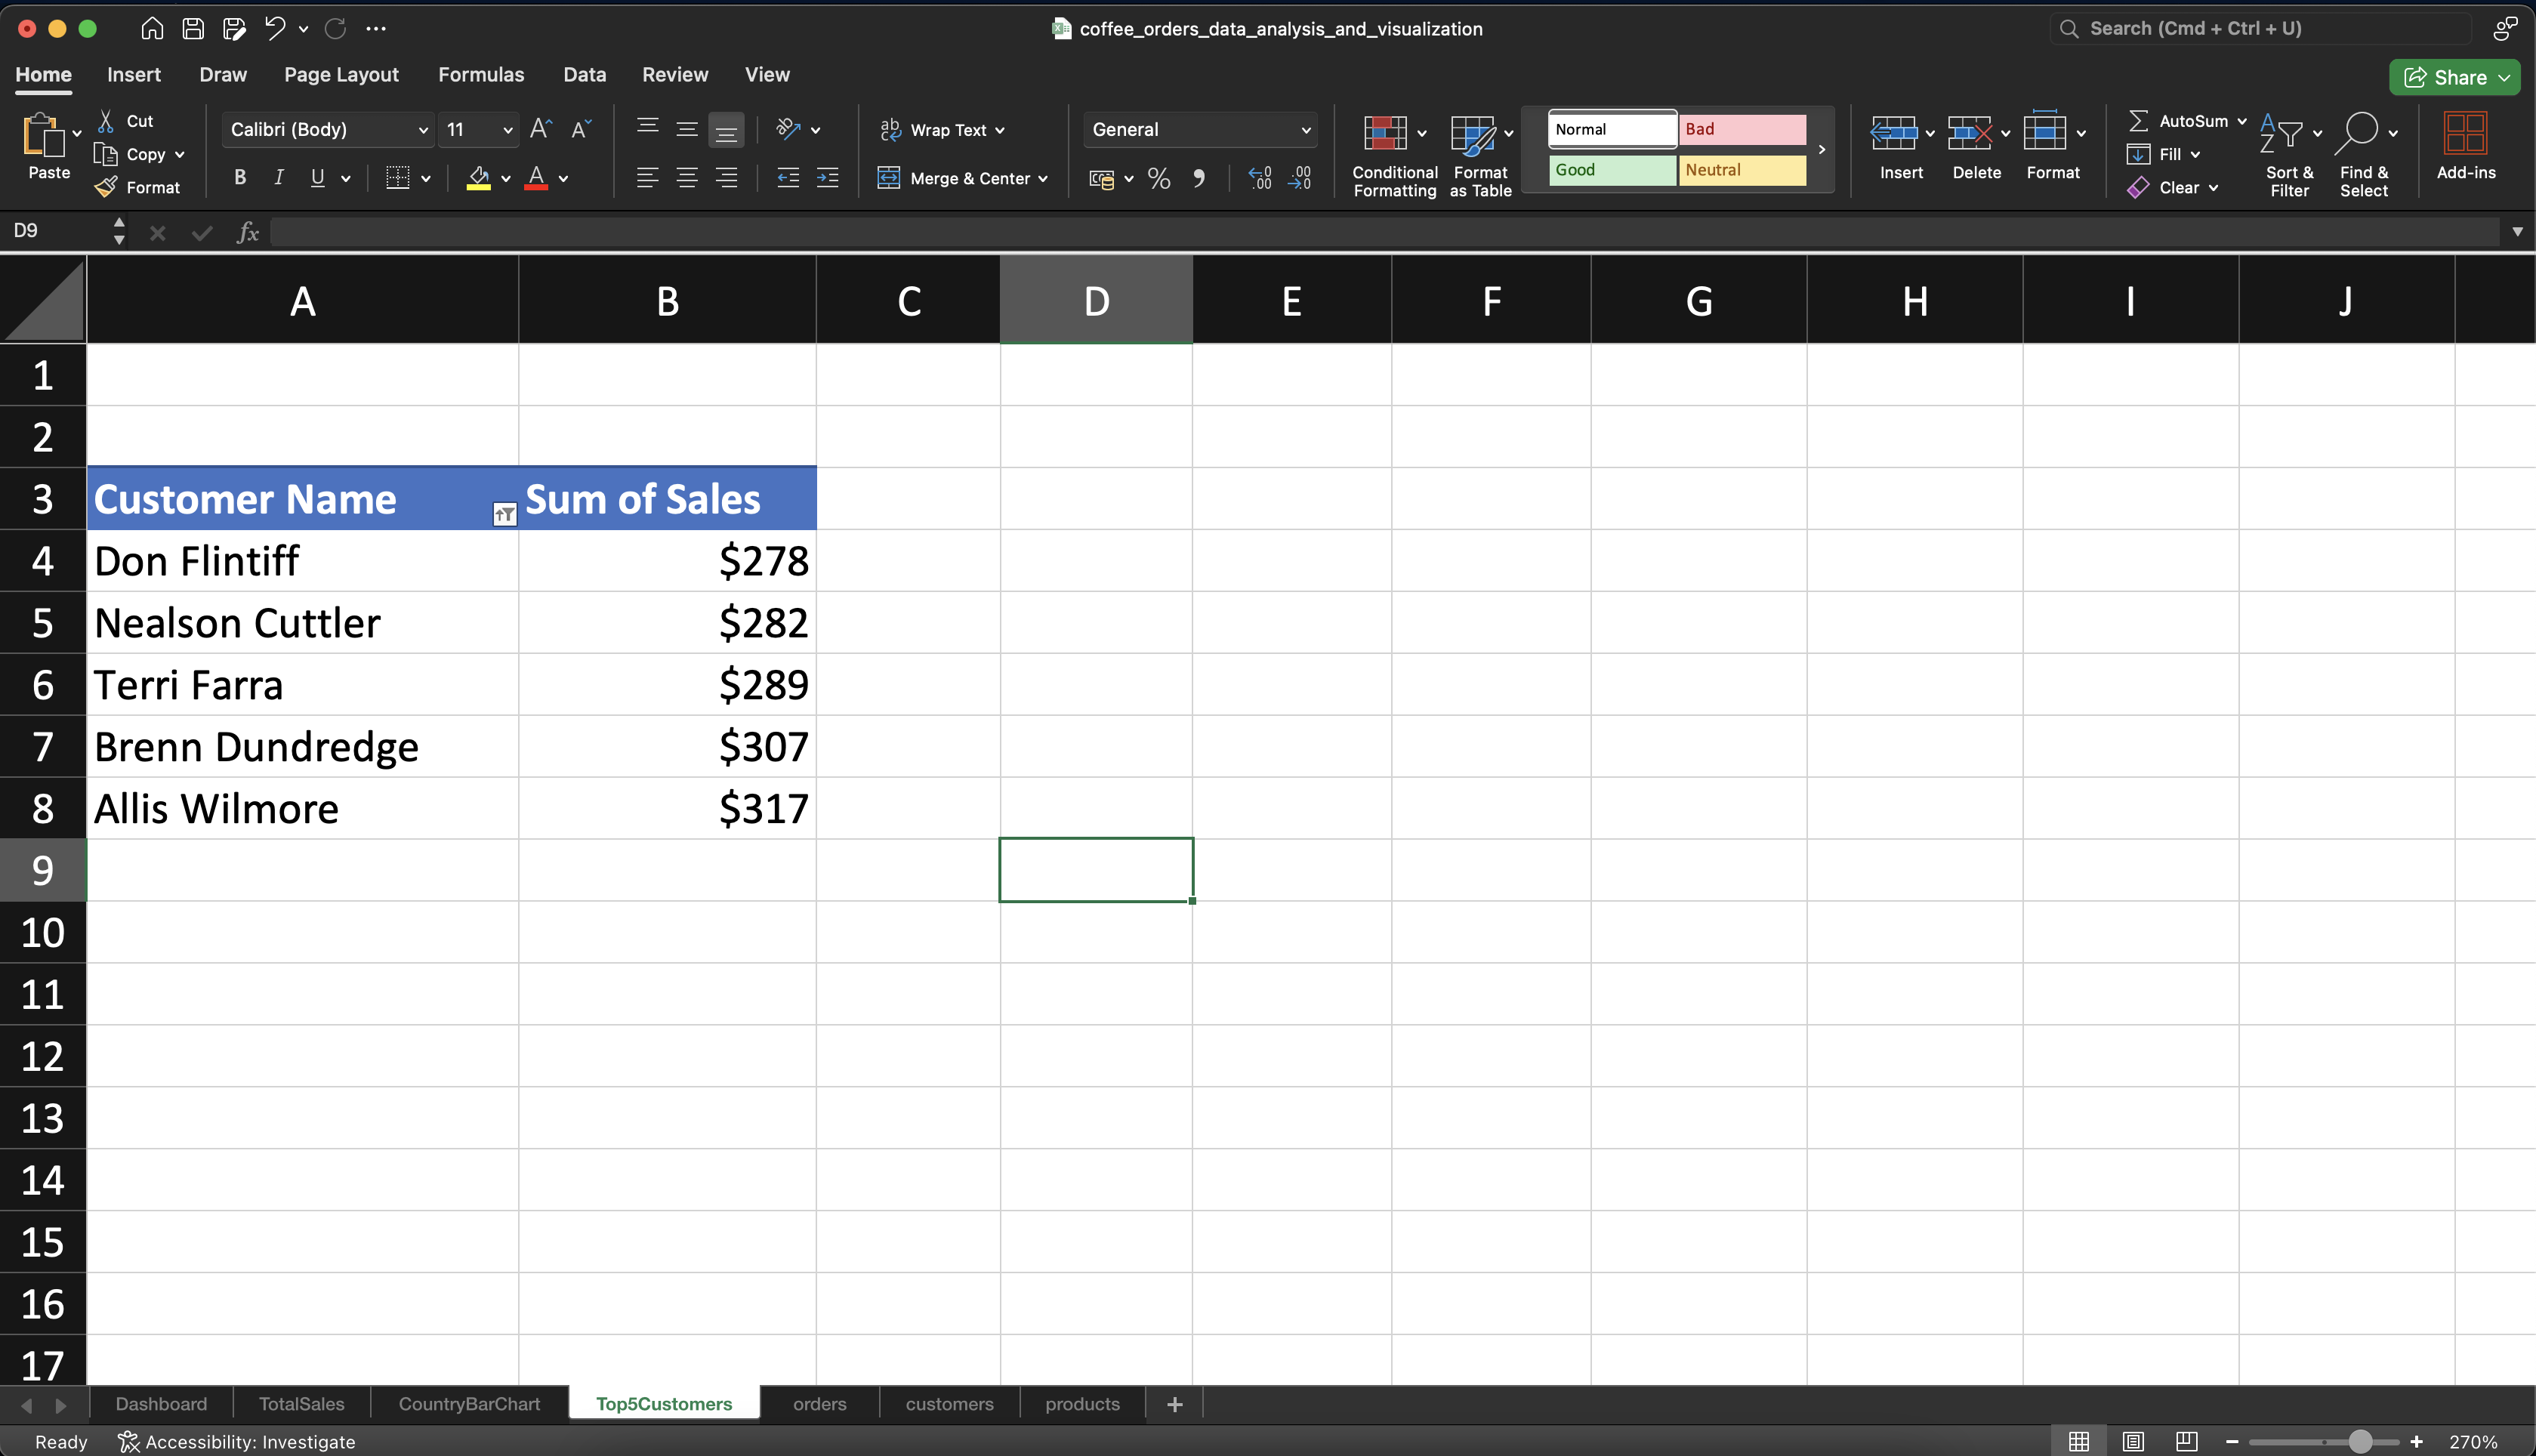 coffee_orders_data_analysis_and_visualization
Search (Cmd + Ctrl + U)
Home Insert Draw Page Layout Formulas Data Review View
Share
Paste
Cut
Copy
Format
Calibri (Body) 11
B I U
Wrap Text
Merge & Center
General
Conditional Formatting
Format as Table
Normal Bad
Good Neutral
Insert Delete Format
AutoSum
Fill
Clear
Sort & Filter
Find & Select
Add-ins
D9 fx
A B C D E F G H I J
1
2
3 Customer Name Sum of Sales
4 Don Flintiff $278
5 Nealson Cuttler $282
6 Terri Farra $289
7 Brenn Dundredge $307
8 Allis Wilmore $317
9
10
11
12
13
14
15
16
17
Dashboard TotalSales CountryBarChart Top5Customers orders customers products +
Ready Accessibility: Investigate 270%